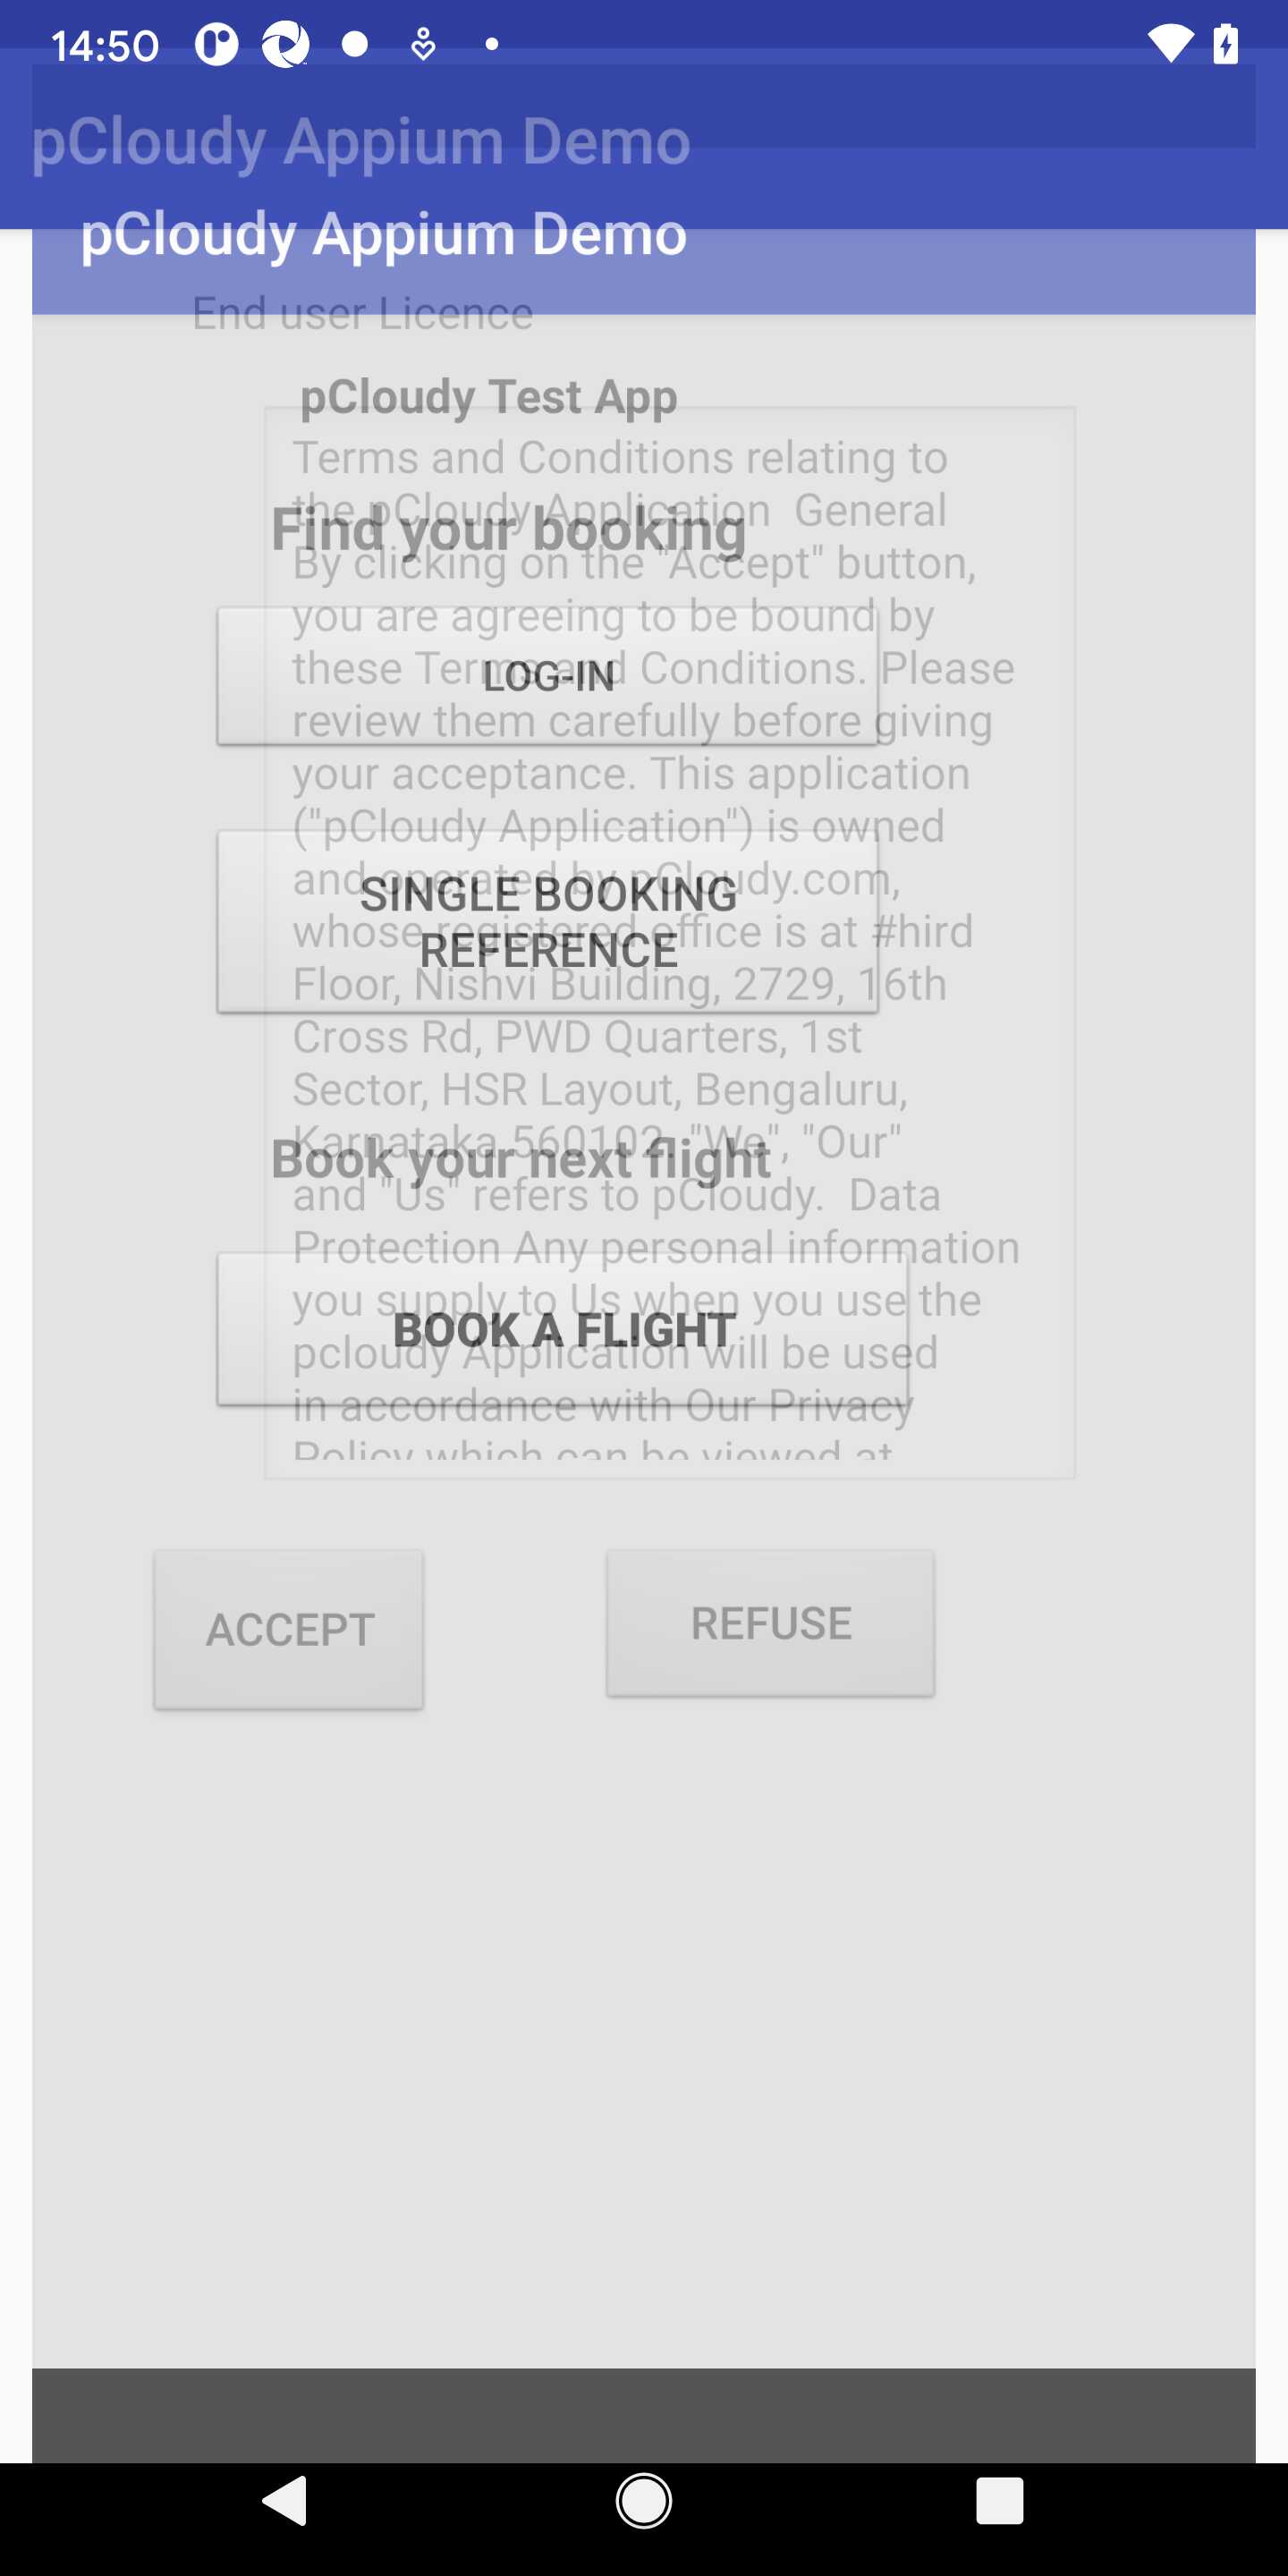 14:50
pCloudy Appium Demo
pCloudy Appium Demo
End user Licence
pCloudy Test App
Terms and Conditions relating to
the pCloudy Application  General
Find your booking
By clicking on the "Accept" button,
you are agreeing to be bound by
these Terms and Conditions. Please
LOG-IN
review them carefully before giving
your acceptance. This application
("pCloudy Application") is owned
and operated by pCloudy.com,
SINGLE BOOKING
whose registered office is at #hird
REFERENCE
Floor, Nishvi Building, 2729, 16th
Cross Rd, PWD Quarters, 1st
Sector, HSR Layout, Bengaluru,
Karnataka 560102. "We", "Our"
Book your next flight
and "Us" refers to pCloudy.  Data
Protection Any personal information
you supply to Us when you use the
BOOK A FLIGHT
pcloudy Application will be used
in accordance with Our Privacy
Policy which can be viewed at
ACCEPT
REFUSE